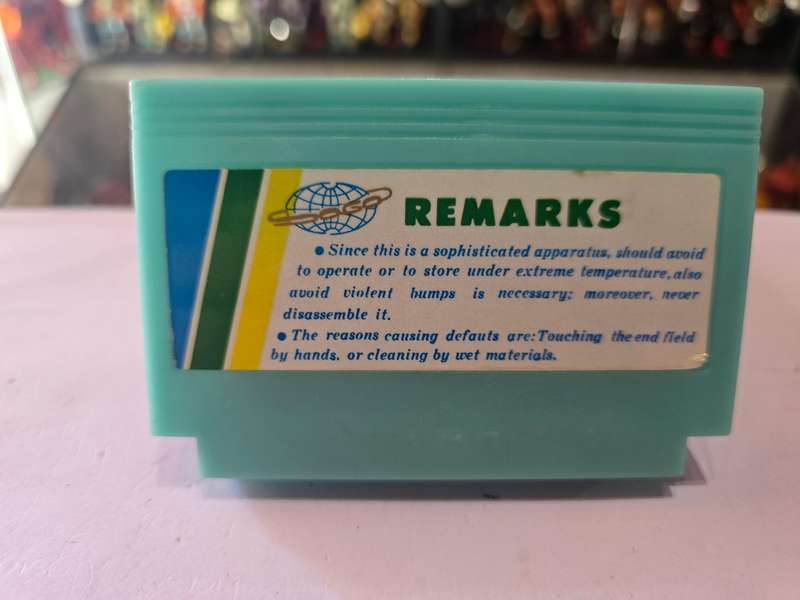 SOGO
REMARKS
● Since this is a sophisticated apparatus, should avoid
to operate or to store under extreme temperature, also
avoid violent bumps is necessary; moreover, never
disassemble it.
● The reasons causing defauts are: Touching the end field
by hands, or cleaning by wet materials.